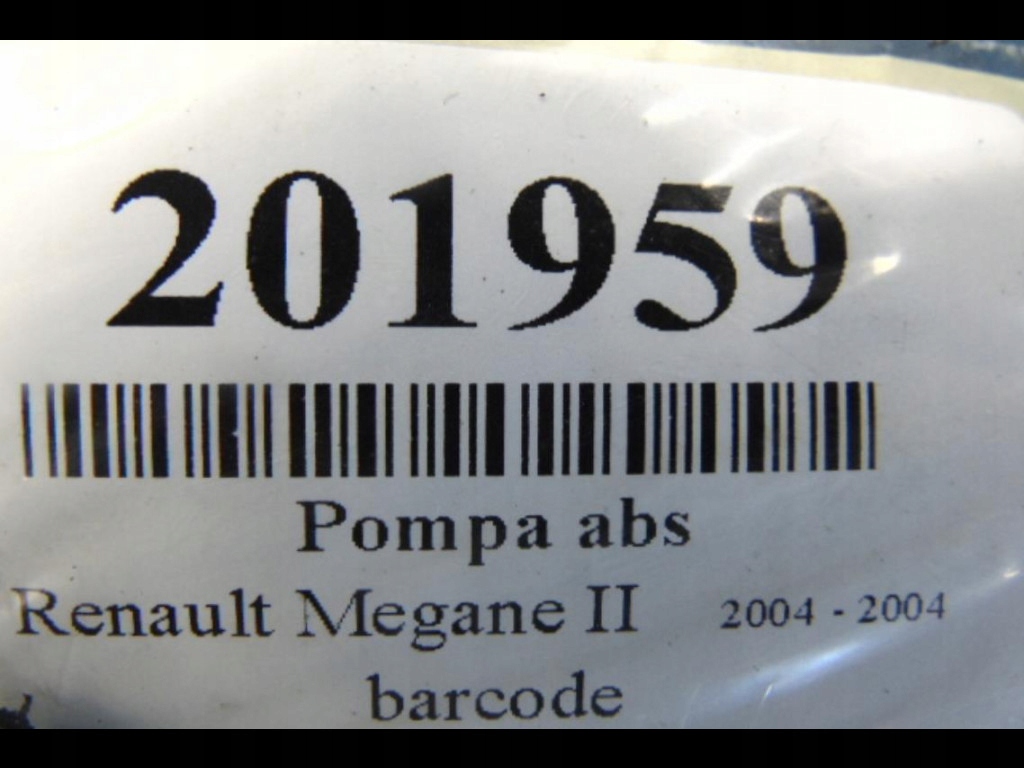 201959
Pompa abs
Renault Megane II 2004 - 2004
barcode